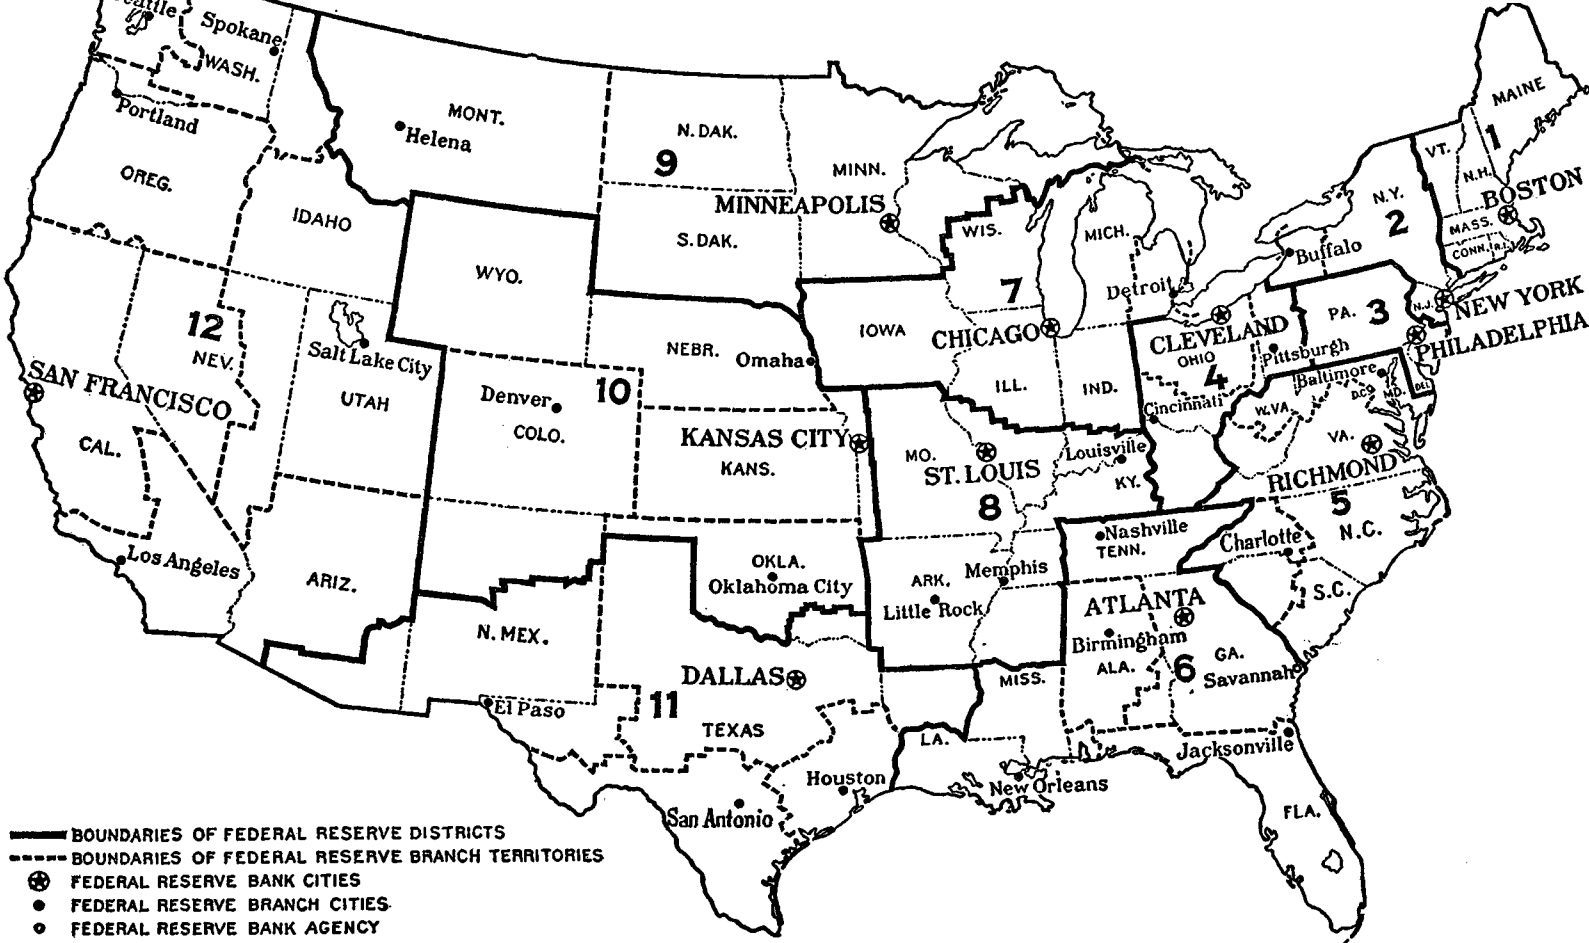 Spokane
WASH.
Portland
OREG.
MONT.
Helena
IDAHO
WYO.
N. DAK.
9
S. DAK.
MINN.
MINNEAPOLIS
WIS.
MICH.
7
Detroit
CHICAGO
IOWA
ILL.
IND.
MAINE
1
VT.
N.H.
BOSTON
MASS.
CONN.
R.I.
N.Y.
2
Buffalo
NEW YORK
N.J.
PA.
3
PHILADELPHIA
CLEVELAND
OHIO
4
Pittsburgh
Cincinnati
Baltimore
D.C.
MD.
DEL
W.VA.
VA.
RICHMOND
5
N.C.
Charlotte
S.C.
12
NEV.
SAN FRANCISCO
CAL.
Los Angeles
Salt Lake City
UTAH
ARIZ.
NEBR.
Omaha
10
Denver
COLO.
KANSAS CITY
KANS.
OKLA.
Oklahoma City
N. MEX.
MO.
ST. LOUIS
8
Louisville
KY.
ARK.
Little Rock
Memphis
Nashville
TENN.
ATLANTA
Birmingham
ALA.
6
GA.
Savannah
Jacksonville
FLA.
MISS.
LA.
New Orleans
DALLAS
11
TEXAS
El Paso
Houston
San Antonio
BOUNDARIES OF FEDERAL RESERVE DISTRICTS
BOUNDARIES OF FEDERAL RESERVE BRANCH TERRITORIES
FEDERAL RESERVE BANK CITIES
FEDERAL RESERVE BRANCH CITIES
FEDERAL RESERVE BANK AGENCY